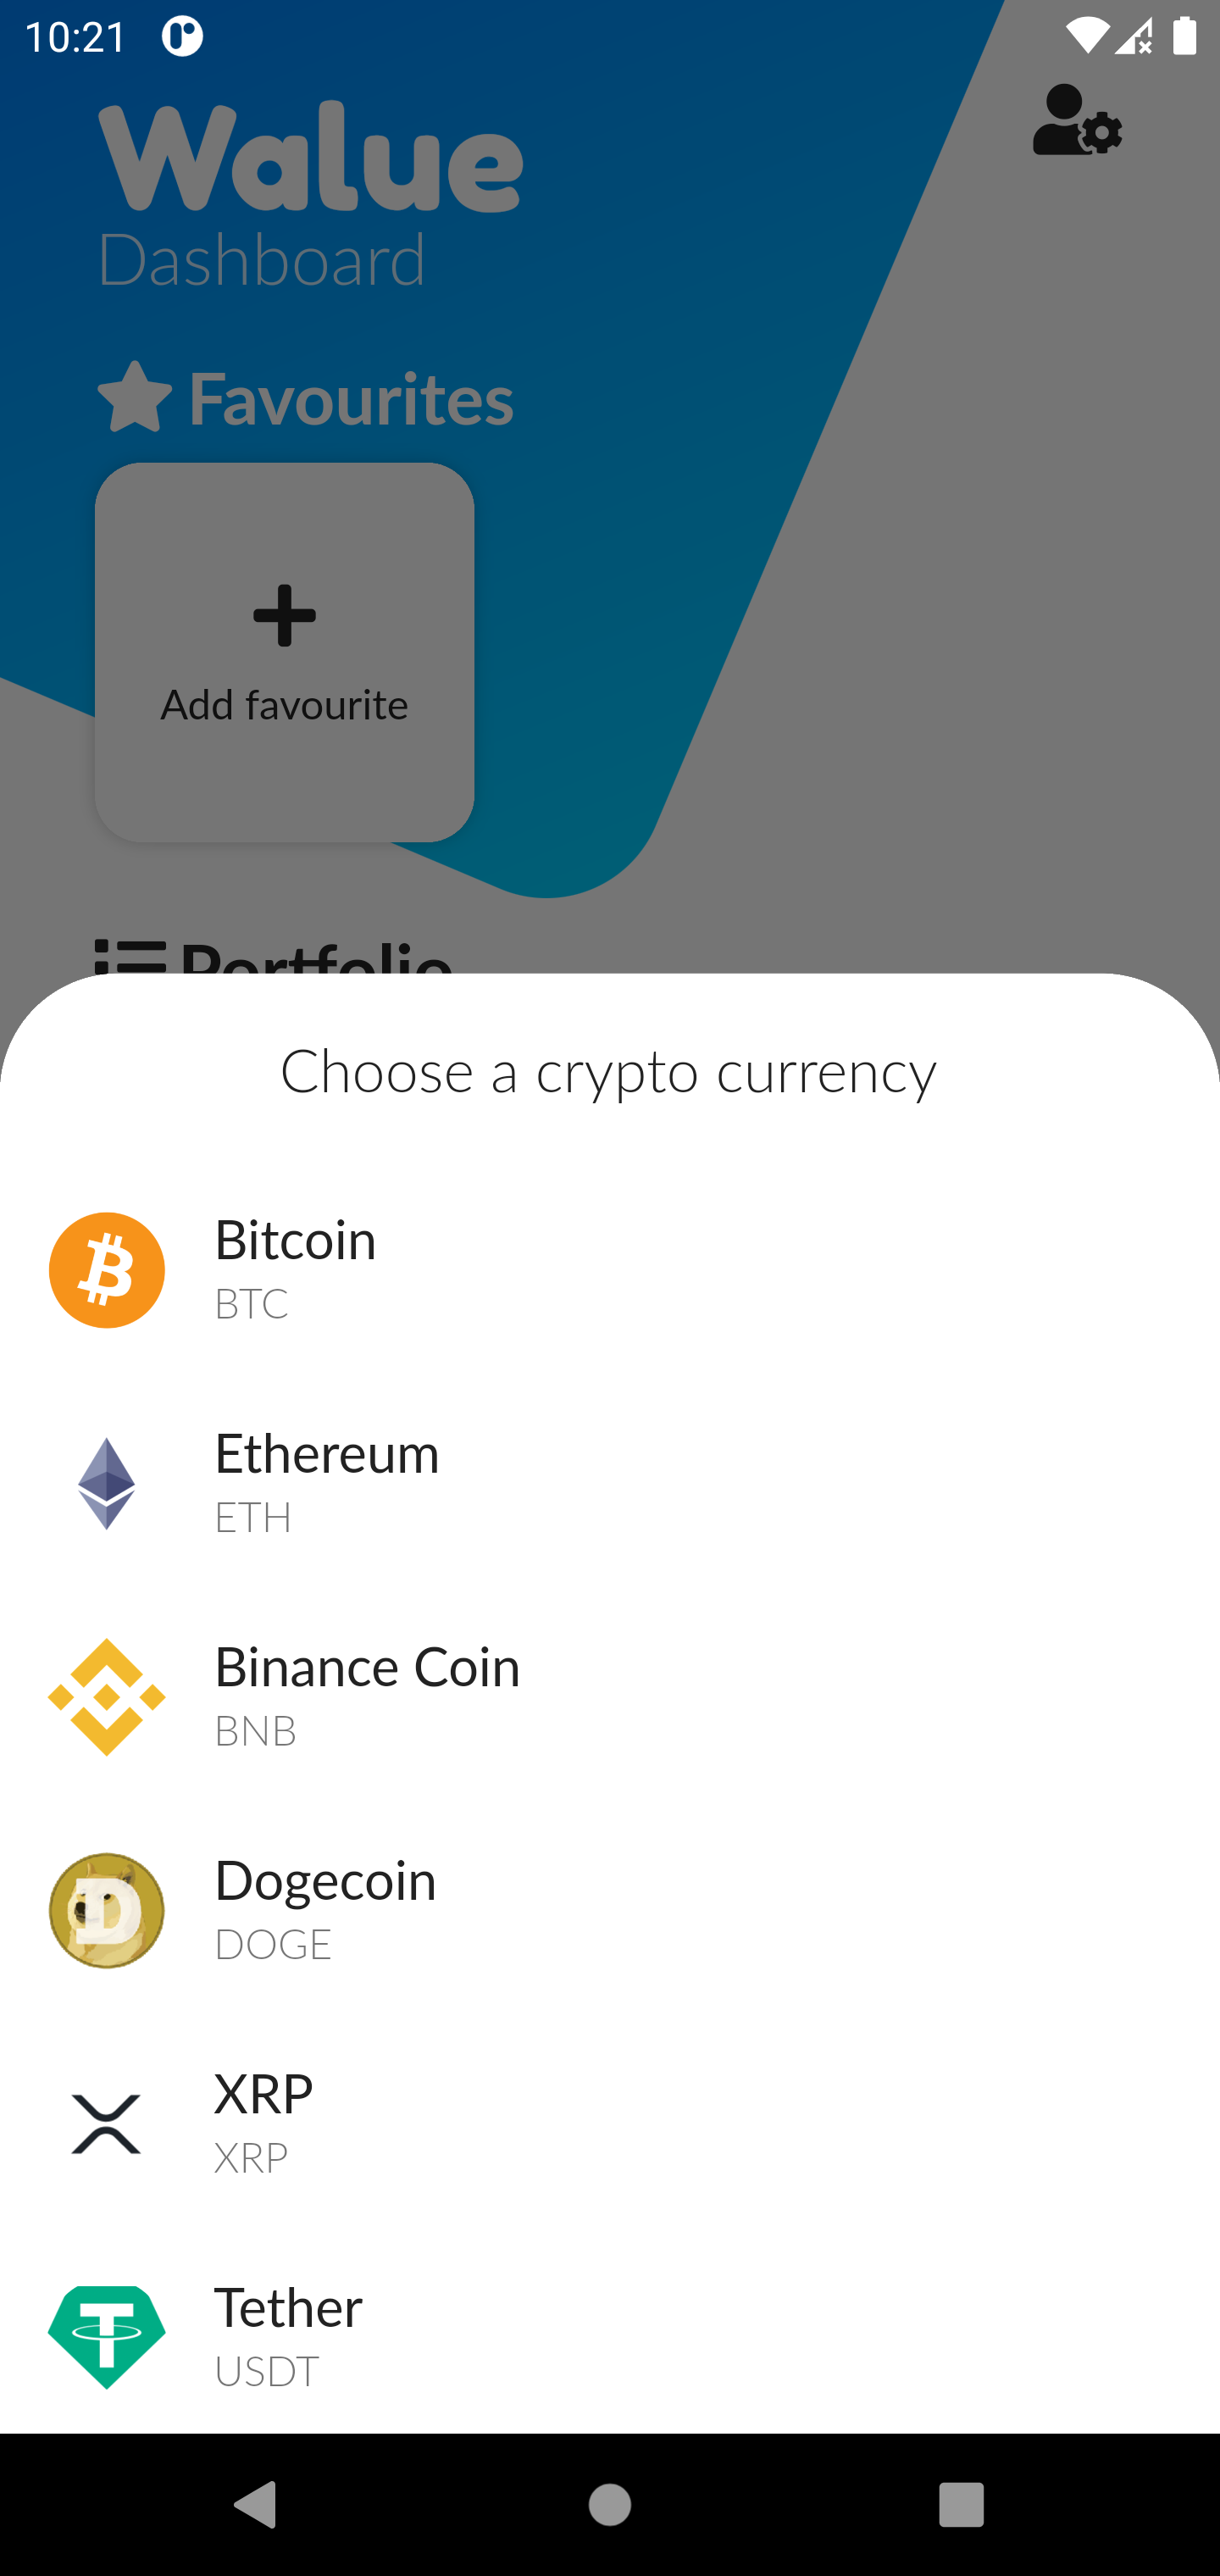 10:21
Walue
Dashboard
Favourites
Add favourite
Portfolio
Choose a crypto currency
Bitcoin
BTC
Ethereum
ETH
Binance Coin
BNB
Dogecoin
DOGE
XRP
XRP
Tether
USDT